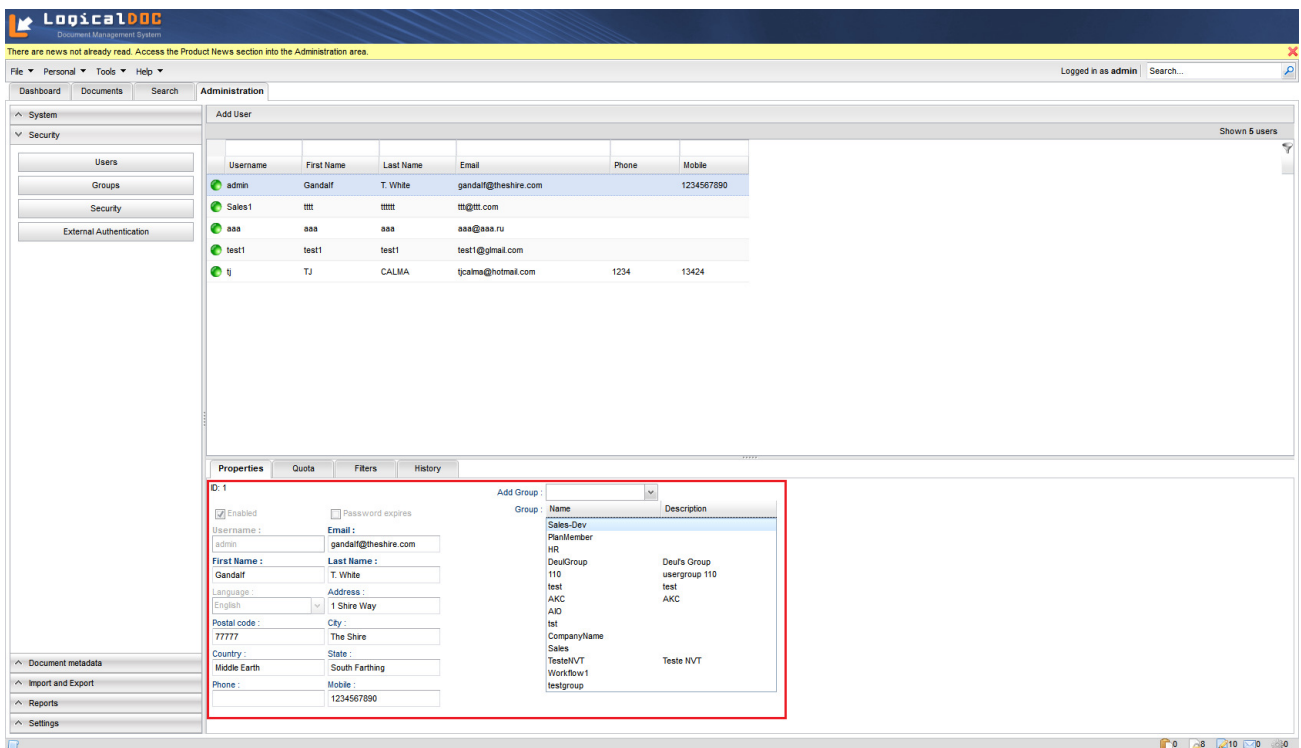 LogicalDOC
Document Management System
There are news not already read. Access the Product News section into the Administration area.
File Personal Tools Help Logged in as admin Search...
Dashboard Documents Search Administration
System
Security
Users
Groups
Security
External Authentication
Add User
Shown 5 users
Username First Name Last Name Email Phone Mobile
admin Gandalf T. White gandalf@theshire.com 1234567890
Sales1 tttt tttttt ttt@ttt.com
aaa aaa aaa aaa@aaa.ru
test1 test1 test1 test1@glmail.com
tj TJ CALMA tjcalma@hotmail.com 1234 13424
Properties Quota Filters History
ID: 1
Enabled Password expires
Username : Email :
admin gandalf@theshire.com
First Name : Last Name :
Gandalf T. White
Language : Address :
English 1 Shire Way
Postal code : City :
77777 The Shire
Country : State :
Middle Earth South Farthing
Phone : Mobile :
1234567890
Add Group :
Group : Name Description
Sales-Dev
PlanMember
HR
DeulGroup Deul's Group
110 usergroup 110
test test
AKC AKC
AIO
tst
CompanyName
Sales
TesteNVT Teste NVT
Workflow1
testgroup
Document metadata
Import and Export
Reports
Settings
0 8 10 0 0